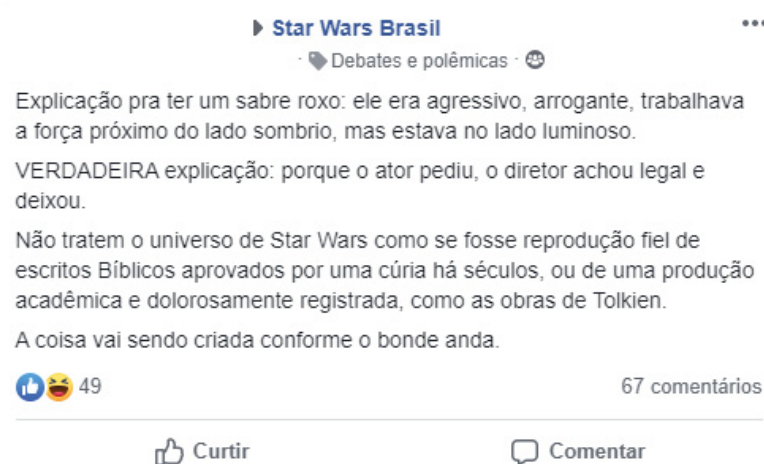 Star Wars Brasil
· Debates e polêmicas ·
Explicação pra ter um sabre roxo: ele era agressivo, arrogante, trabalhava
a força próximo do lado sombrio, mas estava no lado luminoso.
VERDADEIRA explicação: porque o ator pediu, o diretor achou legal e
deixou.
Não tratem o universo de Star Wars como se fosse reprodução fiel de
escritos Bíblicos aprovados por uma cúria há séculos, ou de uma produção
acadêmica e dolorosamente registrada, como as obras de Tolkien.
A coisa vai sendo criada conforme o bonde anda.
49 67 comentários
Curtir Comentar